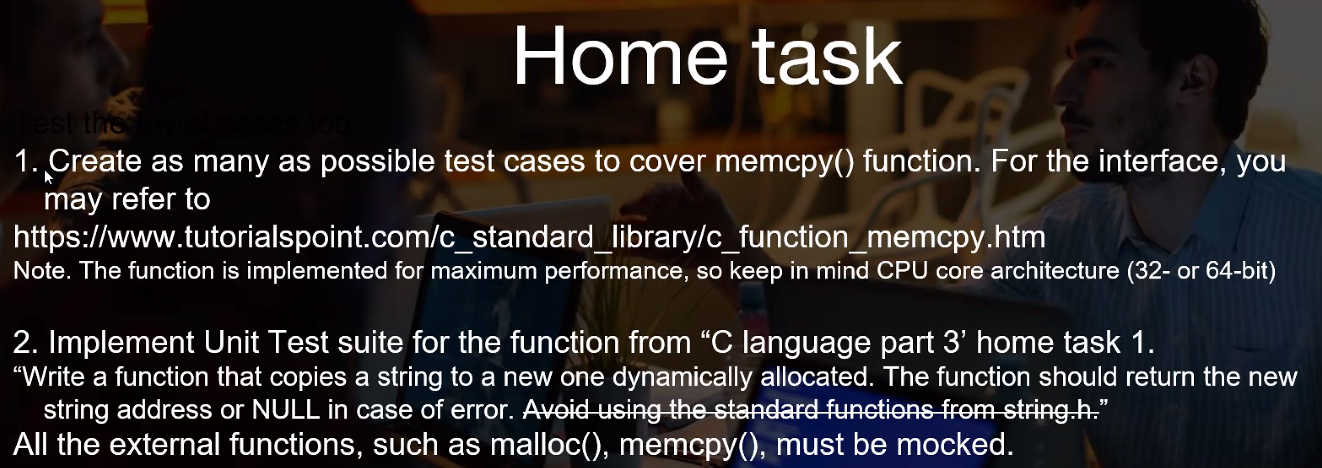 Home task
Test the trivial cases too
1. Create as many as possible test cases to cover memcpy() function. For the interface, you
may refer to
https://www.tutorialspoint.com/c_standard_library/c_function_memcpy.htm
Note. The function is implemented for maximum performance, so keep in mind CPU core architecture (32- or 64-bit)
2. Implement Unit Test suite for the function from “C language part 3’ home task 1.
“Write a function that copies a string to a new one dynamically allocated. The function should return the new
string address or NULL in case of error. Avoid using the standard functions from string.h.”
All the external functions, such as malloc(), memcpy(), must be mocked.